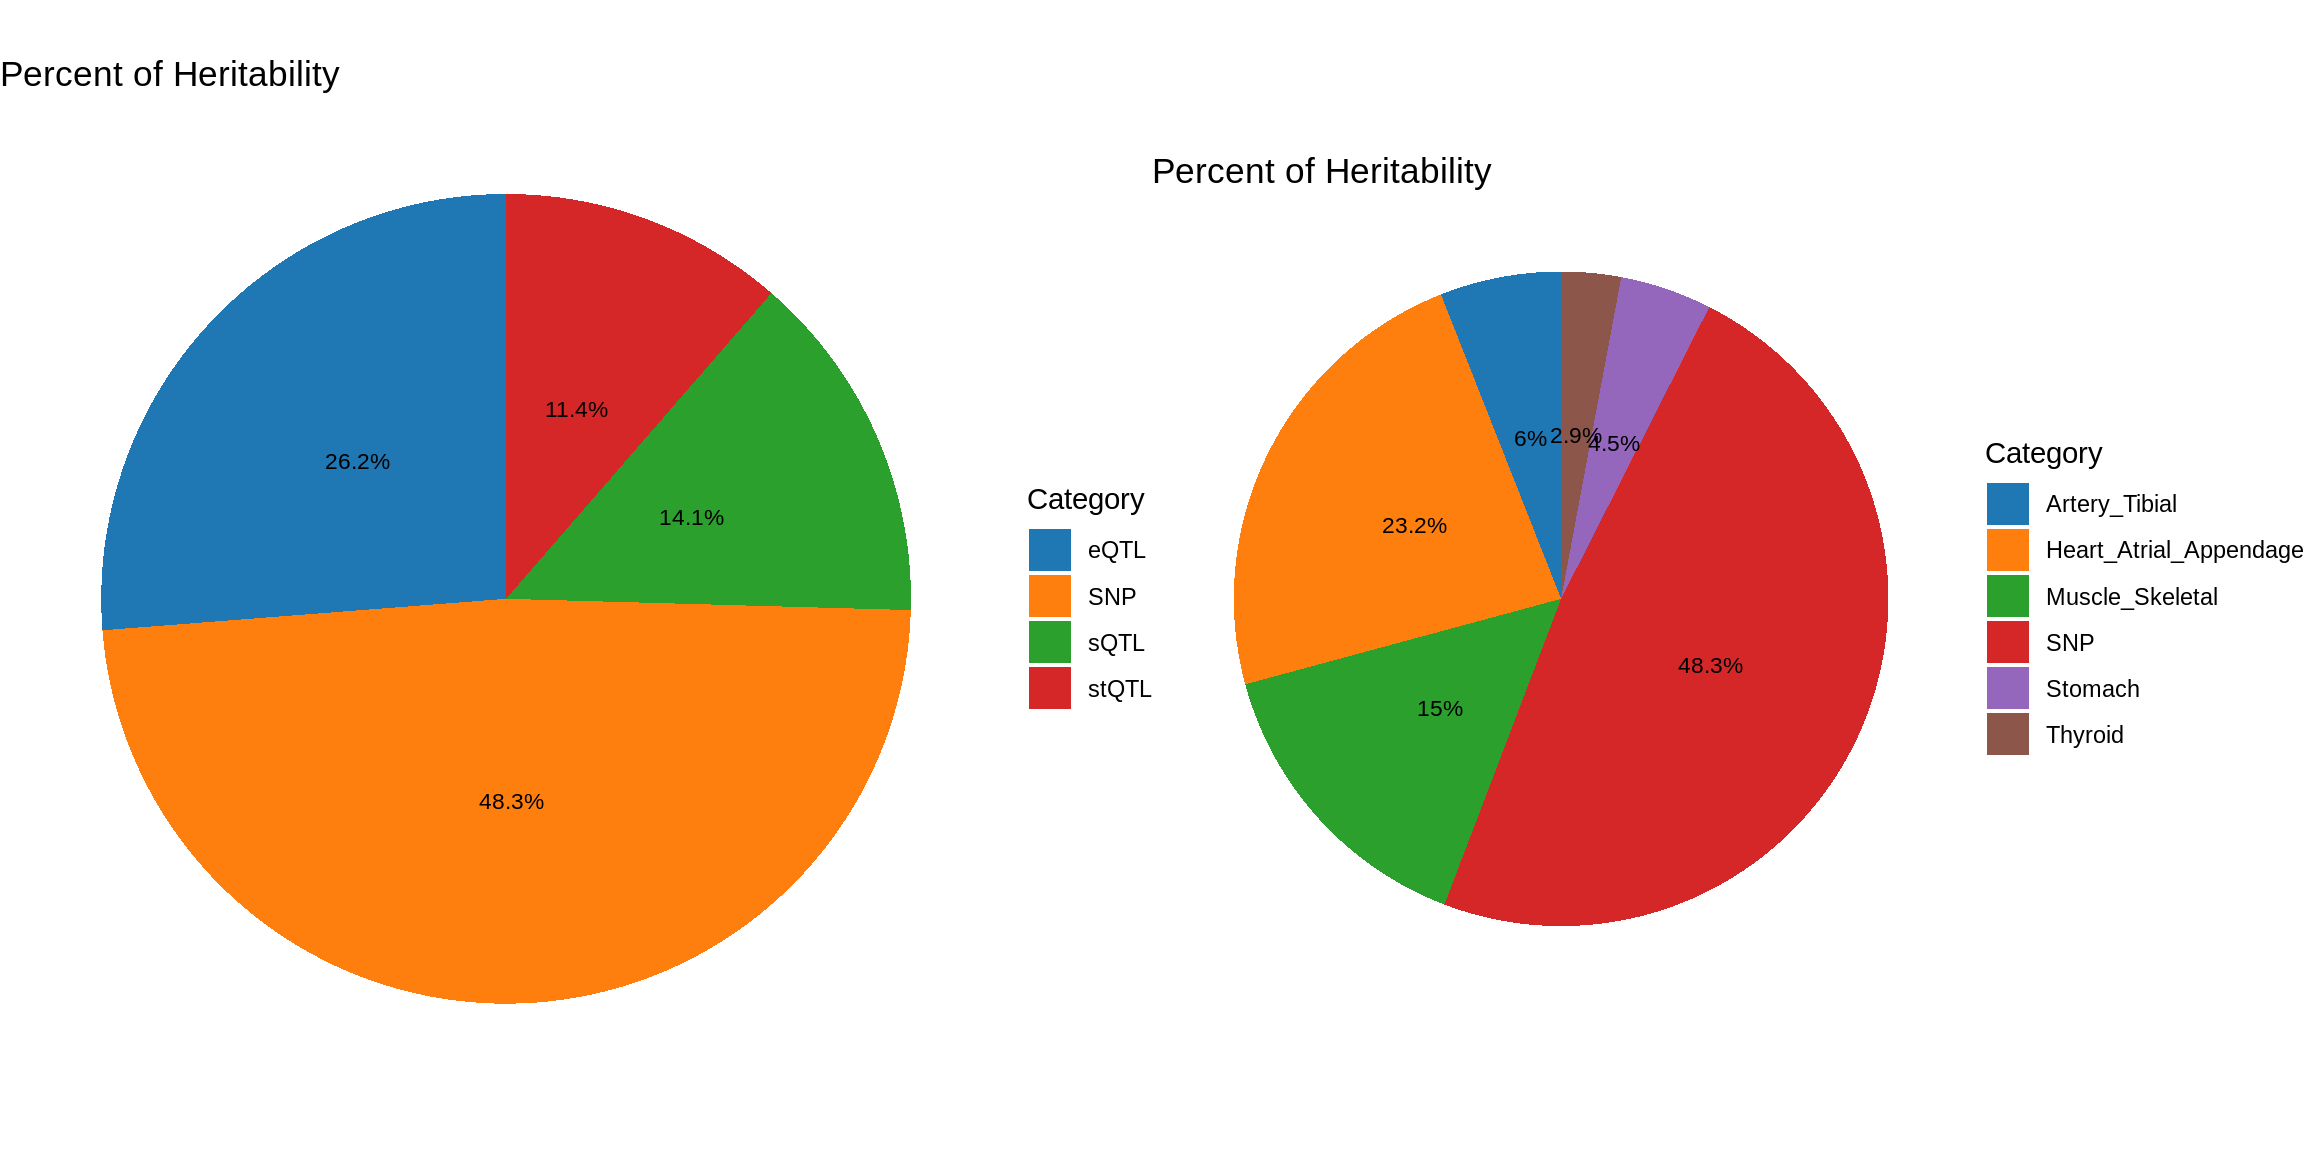 Percent of Heritability
26.2%
11.4%
14.1%
48.3%
Category
eQTL
SNP
sQTL
stQTL
Percent of Heritability
6%
2.9%
4.5%
23.2%
48.3%
15%
Category
Artery_Tibial
Heart_Atrial_Appendage
Muscle_Skeletal
SNP
Stomach
Thyroid